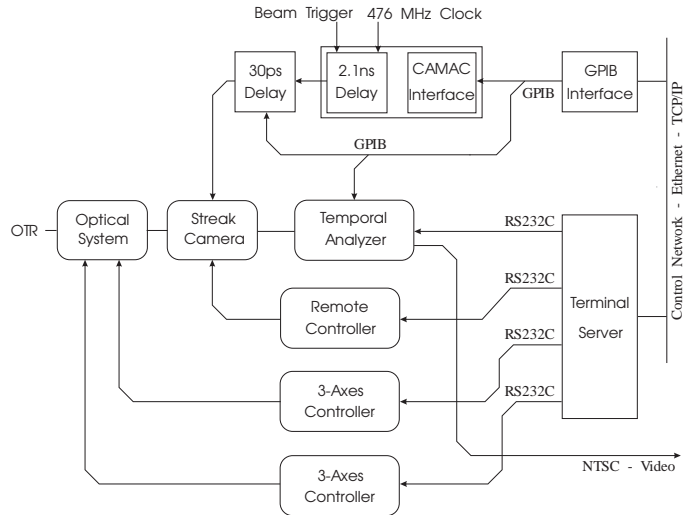 Beam Trigger 476 MHz Clock
30ps
Delay
2.1ns
Delay
CAMAC
Interface
GPIB
GPIB
Interface
GPIB
Control Network - Ethernet - TCP/IP
OTR
Optical
System
Streak
Camera
Temporal
Analyzer
RS232C
Remote
Controller
RS232C
Terminal
Server
RS232C
3-Axes
Controller
RS232C
NTSC - Video
3-Axes
Controller